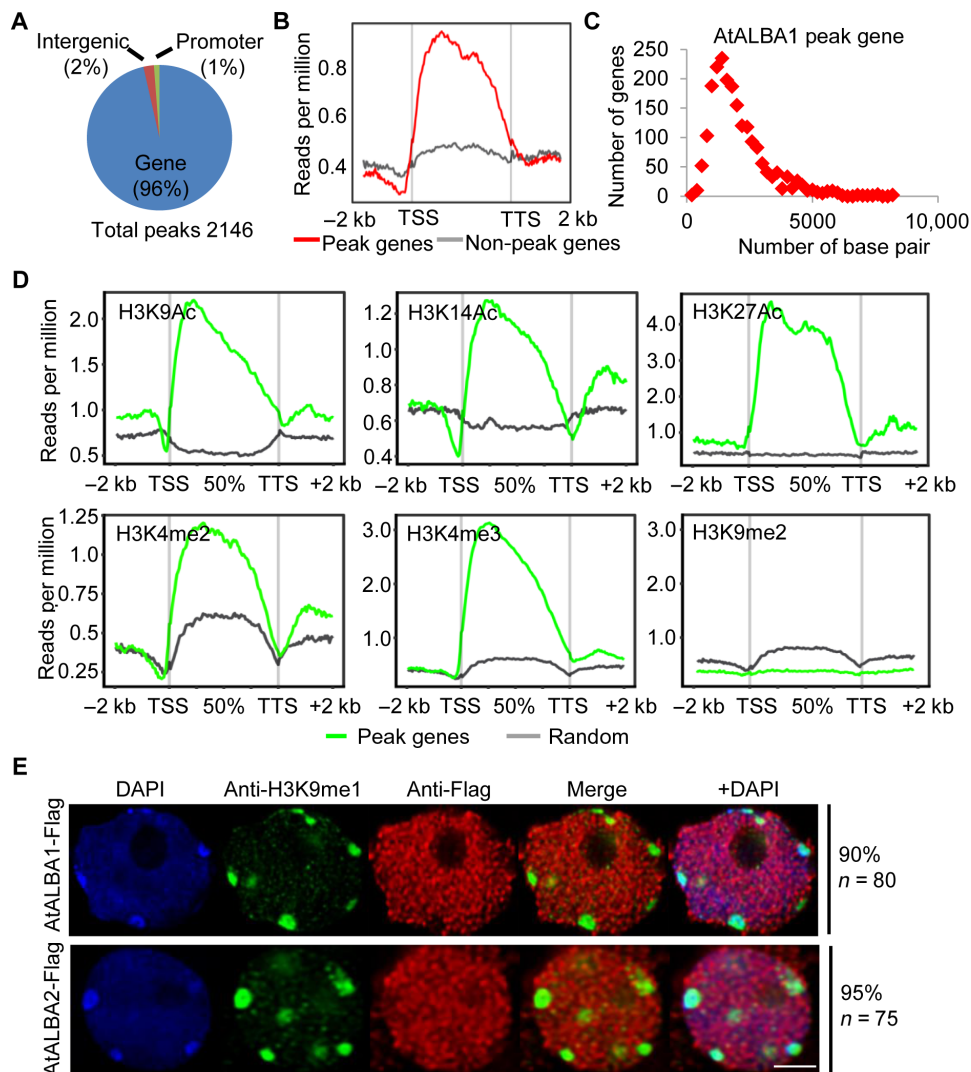 A
Intergenic
(2%)
Promoter
(1%)
Gene
(96%)
Total peaks 2146
B
Reads per million
0.8
0.6
0.4
−2 kb TSS TTS 2 kb
Peak genes Non-peak genes
C
AtALBA1 peak gene
Number of genes
250
200
150
100
50
0
0 5000 10,000
Number of base pair
D
Reads per million
H3K9Ac
2.0
1.5
1.0
0.5
−2 kb TSS 50% TTS +2 kb
H3K14Ac
1.2
1.0
0.8
0.6
0.4
−2 kb TSS 50% TTS +2 kb
H3K27Ac
4.0
3.0
2.0
1.0
−2 kb TSS 50% TTS +2 kb
Reads per million
H3K4me2
1.25
1.00
0.75
0.50
0.25
−2 kb TSS 50% TTS +2 kb
H3K4me3
3.0
2.0
1.0
−2 kb TSS 50% TTS +2 kb
H3K9me2
3.0
2.0
1.0
−2 kb TSS 50% TTS +2 kb
Peak genes Random
E
DAPI Anti-H3K9me1 Anti-Flag Merge +DAPI
AtALBA1-Flag
90%
n = 80
AtALBA2-Flag
95%
n = 75